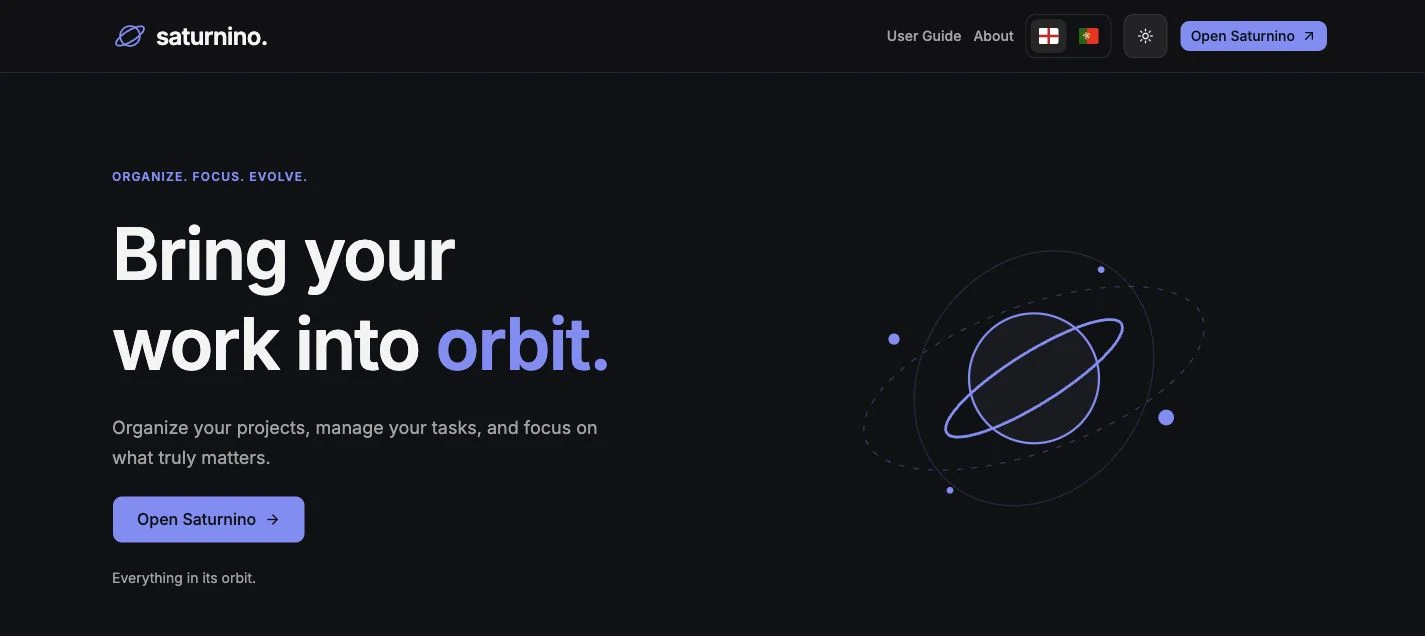 saturnino.
User Guide
About
Open Saturnino
ORGANIZE. FOCUS. EVOLVE.
Bring your
work into orbit.
Organize your projects, manage your tasks, and focus on
what truly matters.
Open Saturnino
Everything in its orbit.